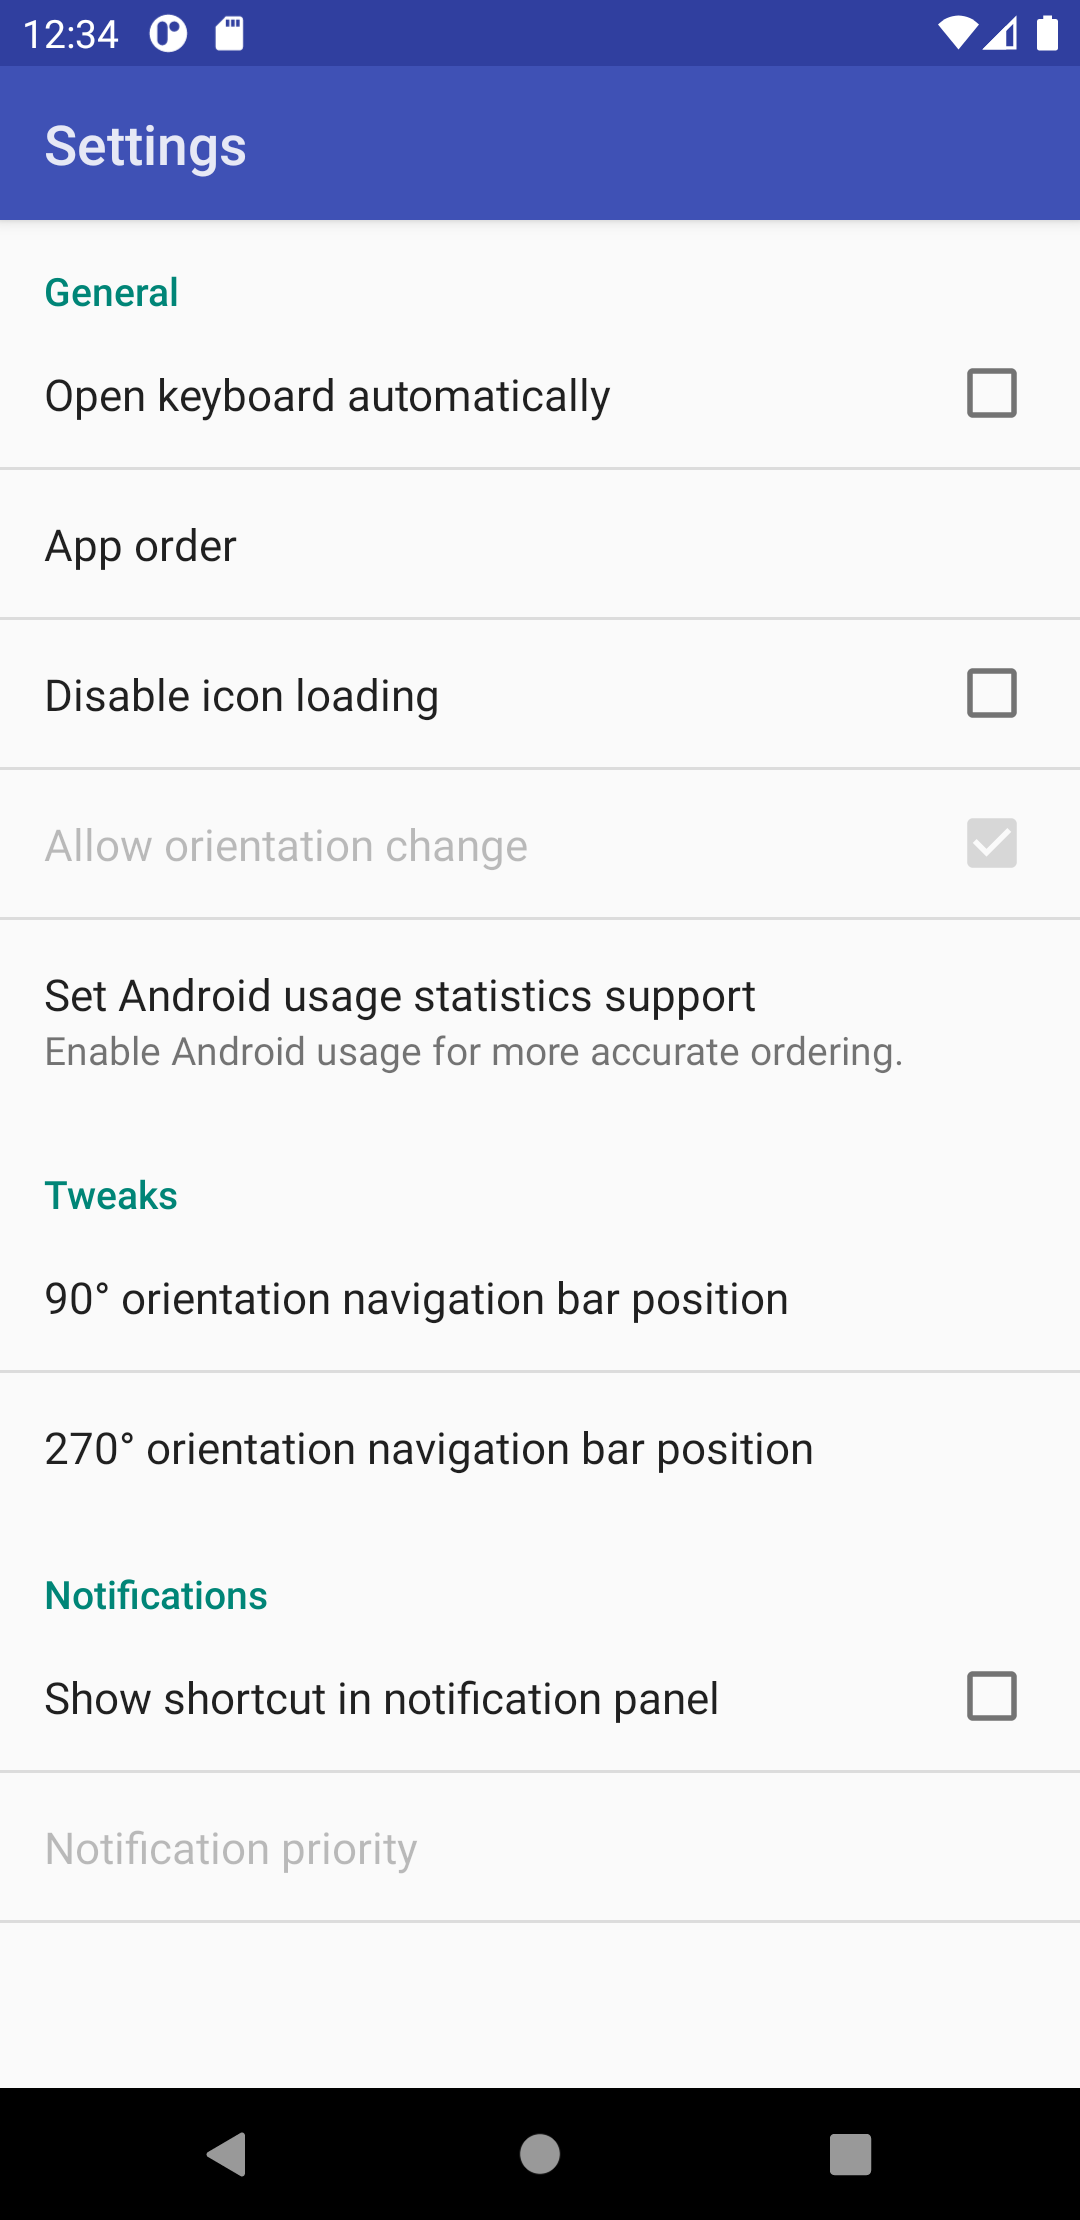 12:34
Settings
General
Open keyboard automatically
App order
Disable icon loading
Allow orientation change
Set Android usage statistics support
Enable Android usage for more accurate ordering.
Tweaks
90° orientation navigation bar position
270° orientation navigation bar position
Notifications
Show shortcut in notification panel
Notification priority